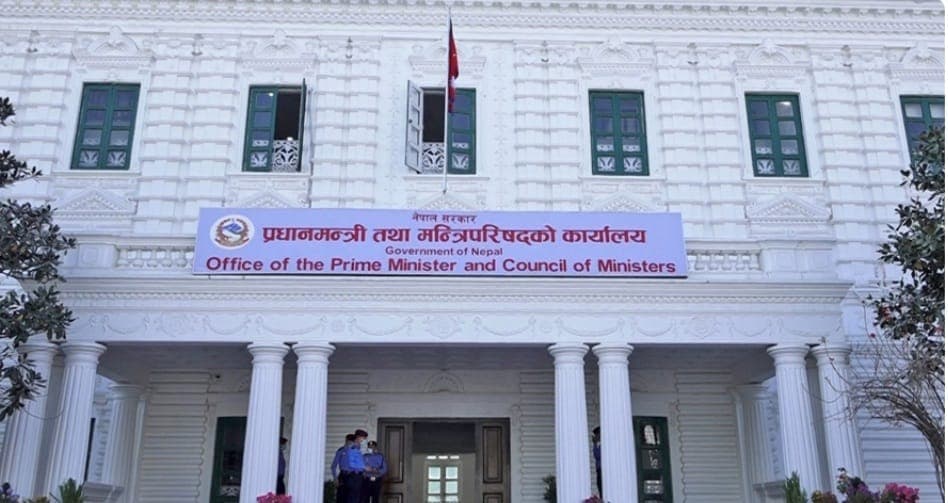 नेपाल सरकार
प्रधानमन्त्री तथा मन्त्रिपरिषद्को कार्यालय
Government of Nepal
Office of the Prime Minister and Council of Ministers